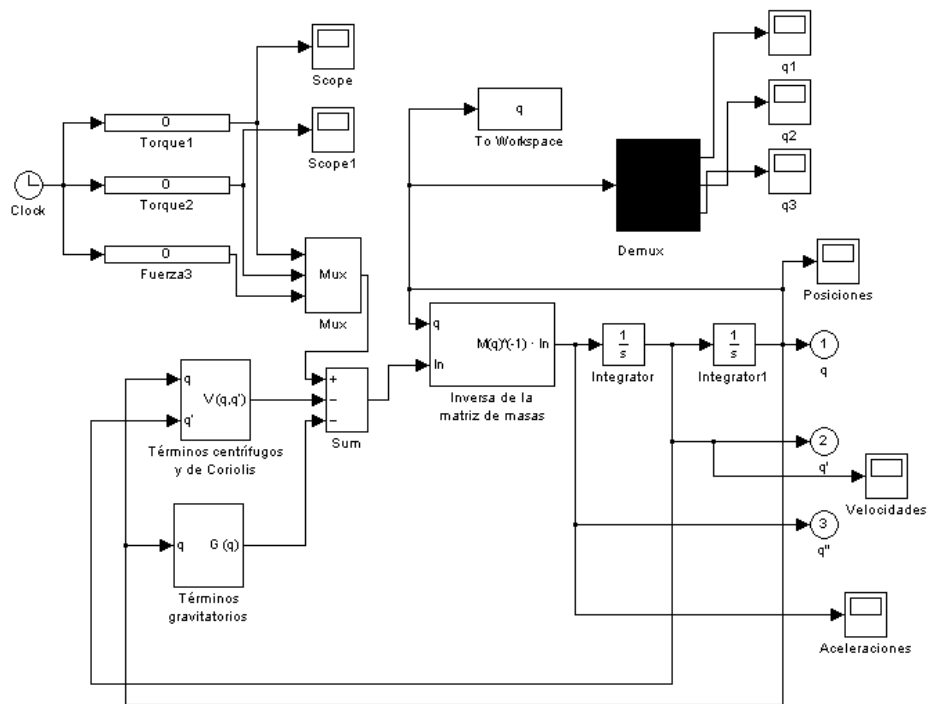 Scope
q1
0
Torque1
Scope1
q
To Workspace
q2
Clock
0
Torque2
q3
0
Fuerza3
Mux
Mux
Demux
Posiciones
q
In
M(q)^(-1) · In
Inversa de la
matriz de masas
1
s
Integrator
1
s
Integrator1
1
q
q
q'
V(q,q')
Términos centrífugos
y de Coriolis
+
−
−
Sum
2
q'
Velocidades
3
q''
q
G (q)
Términos
gravitatorios
Aceleraciones